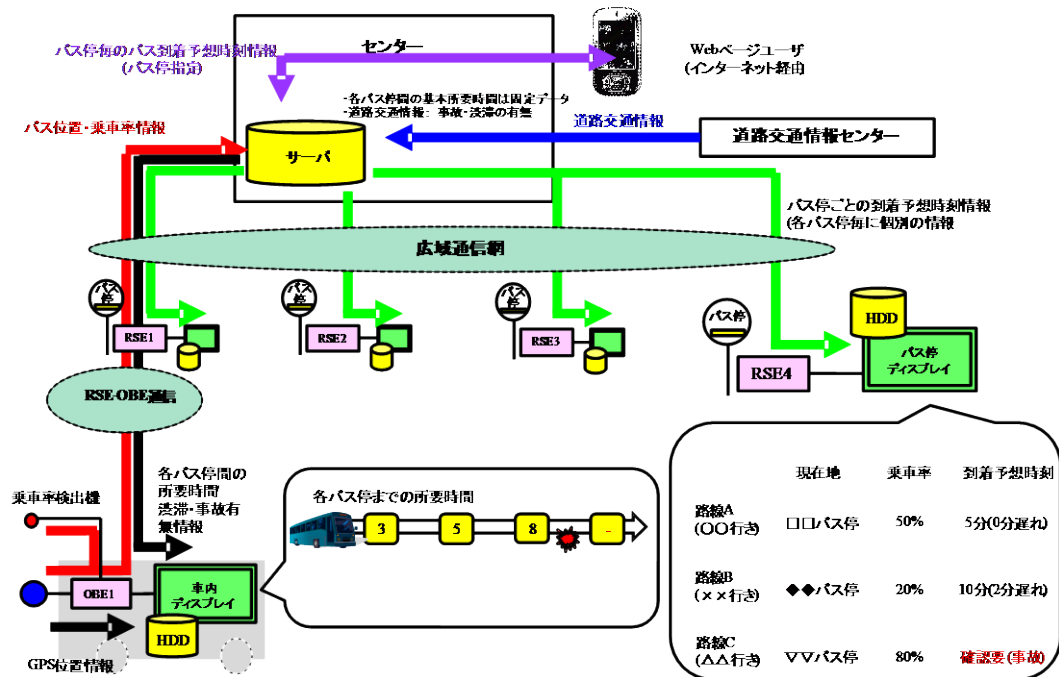 バス停毎のバス到着予想時刻情報
(バス停指定)
センター
Webページユーザ
(インターネット経由)
・各バス停間の基本所要時間は固定データ
・道路交通情報: 事故・渋滞の有無
バス位置・乗車率情報
道路交通情報
道路交通情報センター
サーバ
バス停ごとの到着予想時刻情報
(各バス停毎に個別の情報
広域通信網
バス
停
バス
停
バス
停
バス停
HDD
RSE1
RSE2
RSE3
RSE4
バス停
ディスプレイ
RSE-OBE通信
各バス停間の
所要時間
渋滞・事故有
無情報
乗車率検出機
各バス停までの所要時間
3
5
8
-
OBE1
車内
ディスプレイ
HDD
GPS位置情報
現在地 乗車率 到着予想時刻
路線A
(〇〇行き) □□バス停 50% 5分(0分遅れ)
路線B
(××行き) ◆◆バス停 20% 10分(2分遅れ)
路線C
(△△行き) ▽▽バス停 80% 確認要(事故)